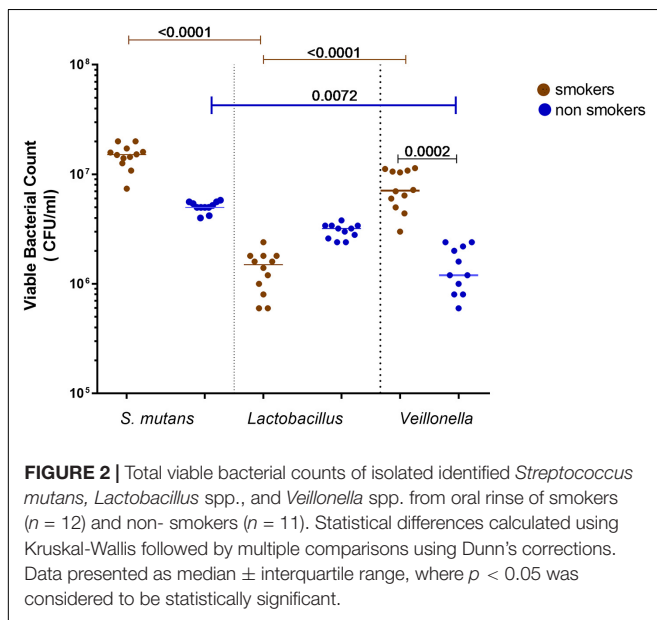 <0.0001
<0.0001
10⁸
smokers
non smokers
0.0072
0.0002
10⁷
10⁶
10⁵
Viable Bacterial Count
( CFU/ml)
S. mutans Lactobacillus Veillonella
FIGURE 2 | Total viable bacterial counts of isolated identified Streptococcus
mutans, Lactobacillus spp., and Veillonella spp. from oral rinse of smokers
(n = 12) and non- smokers (n = 11). Statistical differences calculated using
Kruskal-Wallis followed by multiple comparisons using Dunn's corrections.
Data presented as median ± interquartile range, where p < 0.05 was
considered to be statistically significant.